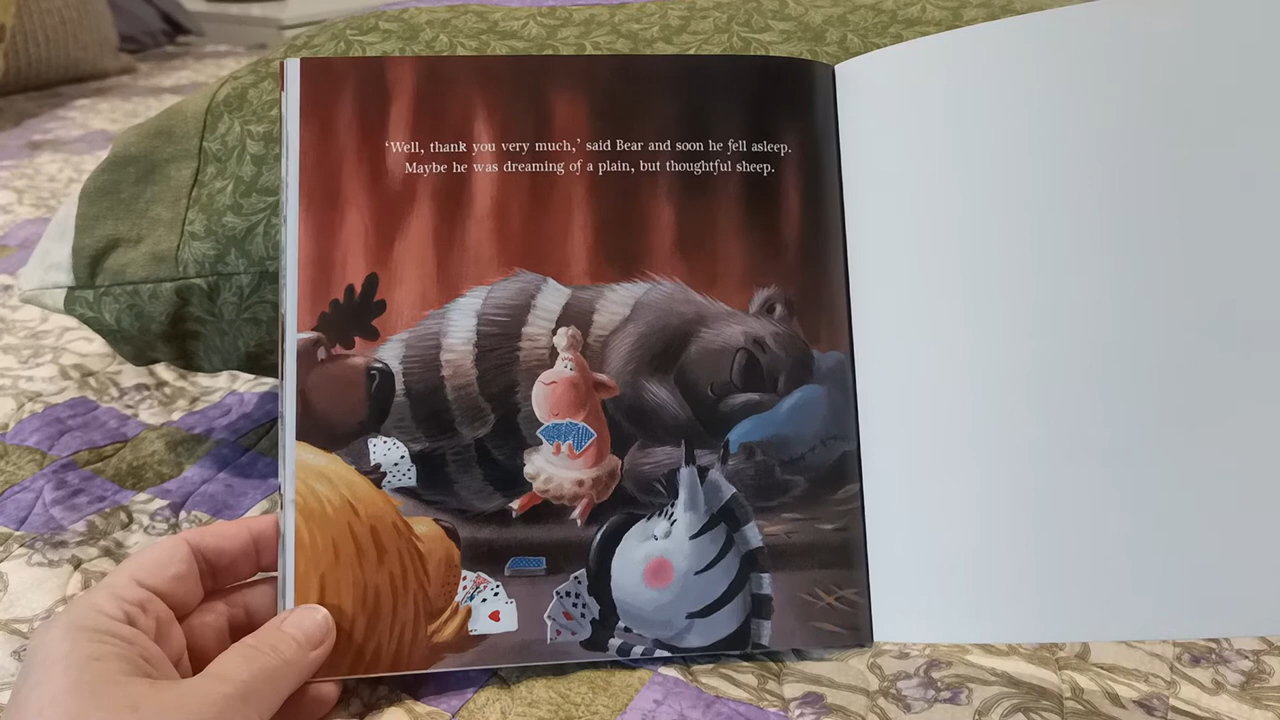 ‘Well, thank you very much,’ said Bear and soon he fell asleep.
Maybe he was dreaming of a plain, but thoughtful sheep.